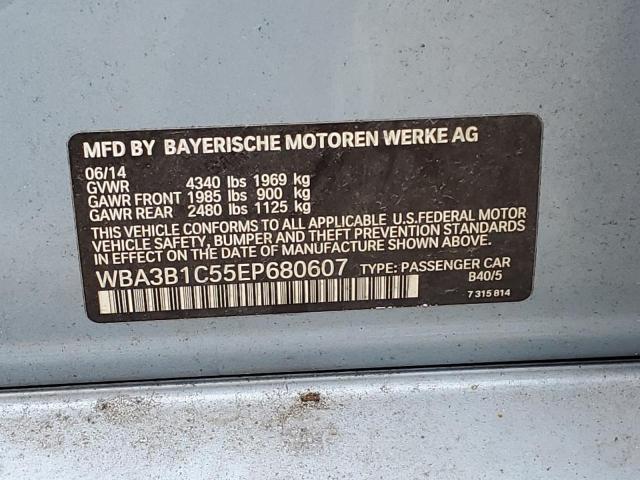 MFD BY BAYERISCHE MOTOREN WERKE AG
06/14
GVWR 4340 lbs 1969 kg
GAWR FRONT 1985 lbs 900 kg
GAWR REAR 2480 lbs 1125 kg
THIS VEHICLE CONFORMS TO ALL APPLICABLE U.S.FEDERAL MOTOR
VEHICLE SAFETY, BUMPER AND THEFT PREVENTION STANDARDS
IN EFFECT ON THE DATE OF MANUFACTURE SHOWN ABOVE.
WBA3B1C55EP680607 TYPE: PASSENGER CAR
B40/5
7 315 814